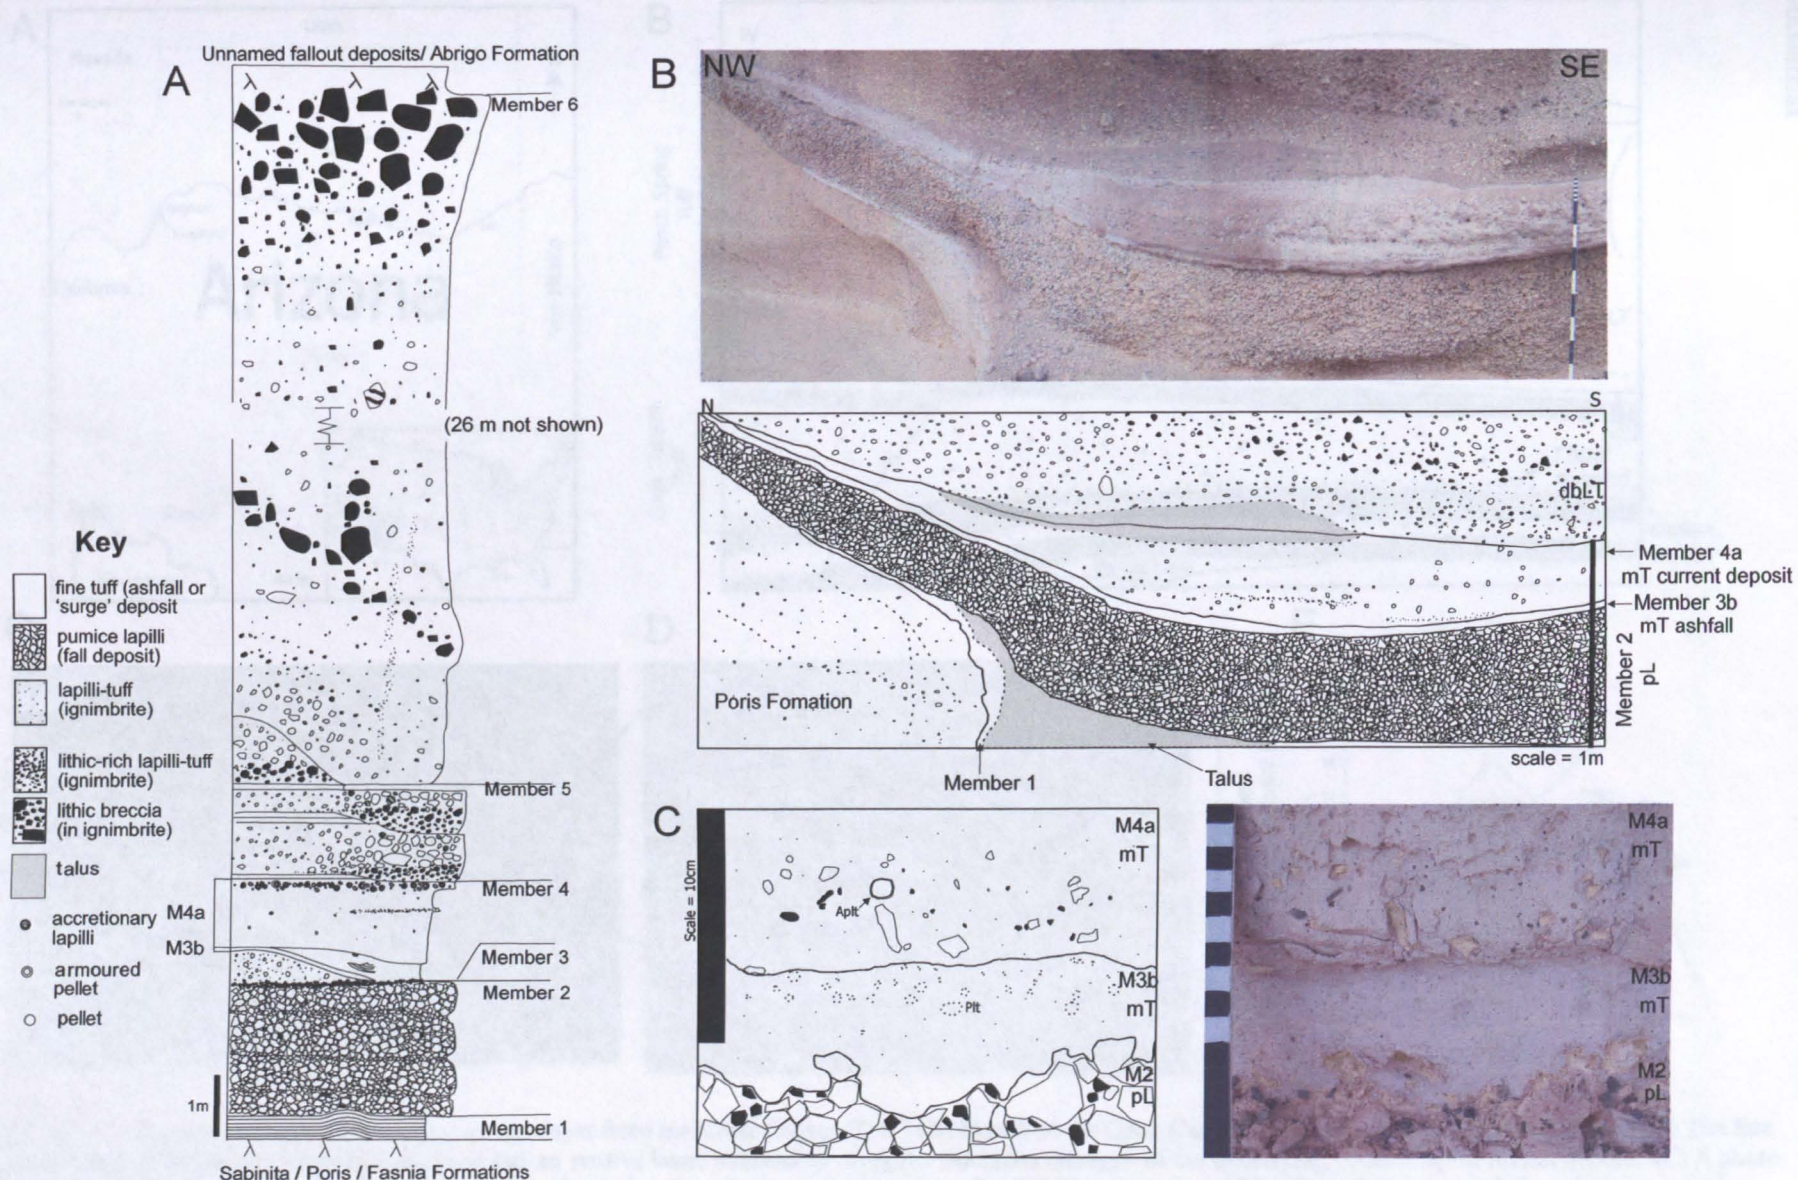 A
Unnamed fallout deposits/ Abrigo Formation
Member 6
(26 m not shown)
Key
fine tuff (ashfall or
‘surge’ deposit
pumice lapilli
(fall deposit)
lapilli-tuff
(ignimbrite)
lithic-rich lapilli-tuff
(ignimbrite)
lithic breccia
(in ignimbrite)
talus
accretionary
lapilli
armoured
pellet
pellet
Member 5
Member 4
M4a
M3b
Member 3
Member 2
1m
Member 1
Sabinita / Poris / Fasnia Formations
B
NW
SE
N
S
dbLT
Member 4a
mT current deposit
Member 3b
mT ashfall
Member 2
pL
Poris Fomation
scale = 1m
Member 1
Talus
C
Scale = 10cm
M4a
mT
Aplt
M3b
mT
Plt
M2
pL
M4a
mT
M3b
mT
M2
pL
Arizona